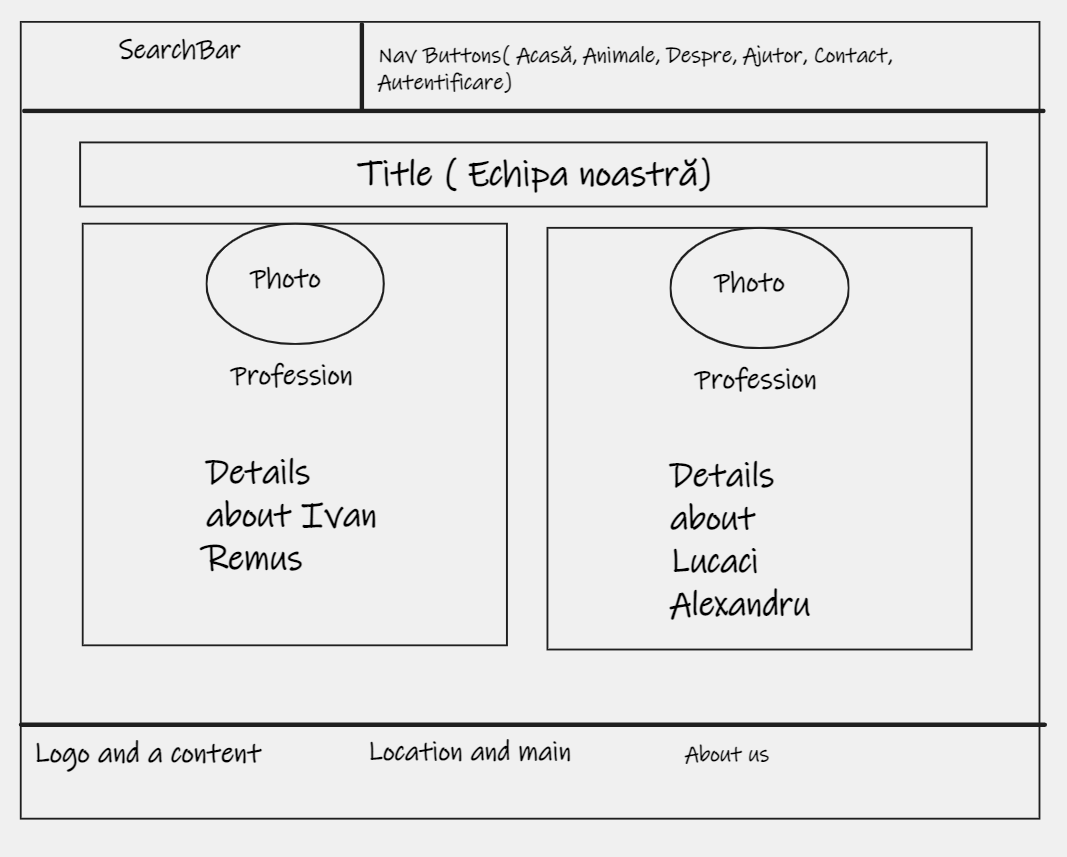 SearchBar
Nav Buttons( Acasă, Animale, Despre, Ajutor, Contact,
Autentificare)
Title ( Echipa noastră)
Photo
Profession
Details
about Ivan
Remus
Photo
Profession
Details
about
Lucaci
Alexandru
Logo and a content
Location and main
About us